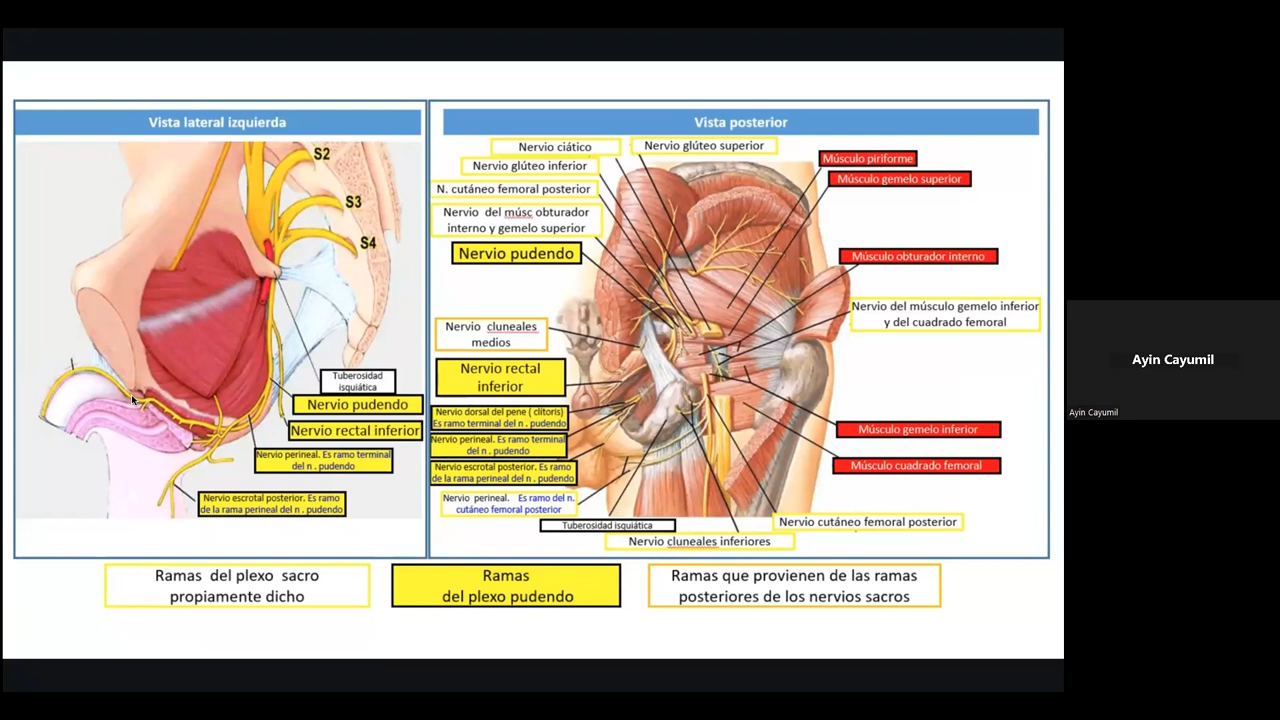 Vista lateral izquierda
S2
S3
S4
Tuberosidad
isquiática
Nervio pudendo
Nervio rectal inferior
Nervio perineal. Es ramo terminal
del n . pudendo
Nervio escrotal posterior. Es ramo
de la rama perineal del n . pudendo
Vista posterior
Nervio ciático
Nervio glúteo superior
Nervio glúteo inferior
N. cutáneo femoral posterior
Nervio del músc obturador
interno y gemelo superior
Nervio pudendo
Músculo piriforme
Músculo gemelo superior
Músculo obturador interno
Nervio del músculo gemelo inferior
y del cuadrado femoral
Nervio cluneales
medios
Nervio rectal
inferior
Nervio dorsal del pene ( clítoris)
Es ramo terminal del n . pudendo
Nervio perineal. Es ramo terminal
del n . pudendo
Nervio escrotal posterior. Es ramo
de la rama perineal del n . pudendo
Nervio perineal. Es ramo del n.
cutáneo femoral posterior
Músculo gemelo inferior
Músculo cuadrado femoral
Tuberosidad isquiática
Nervio cutáneo femoral posterior
Nervio cluneales inferiores
Ramas del plexo sacro
propiamente dicho
Ramas
del plexo pudendo
Ramas que provienen de las ramas
posteriores de los nervios sacros
Ayin Cayumil
Ayin Cayumil